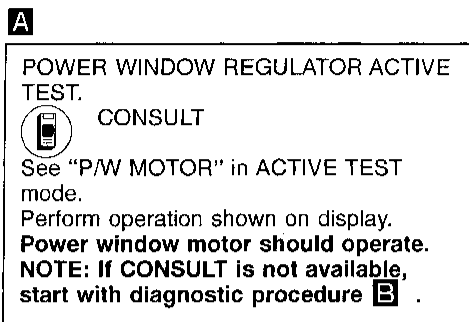 A
POWER WINDOW REGULATOR ACTIVE
TEST.
CONSULT
See “P/W MOTOR” in ACTIVE TEST
mode.
Perform operation shown on display.
Power window motor should operate.
NOTE: If CONSULT is not available,
start with diagnostic procedure B .